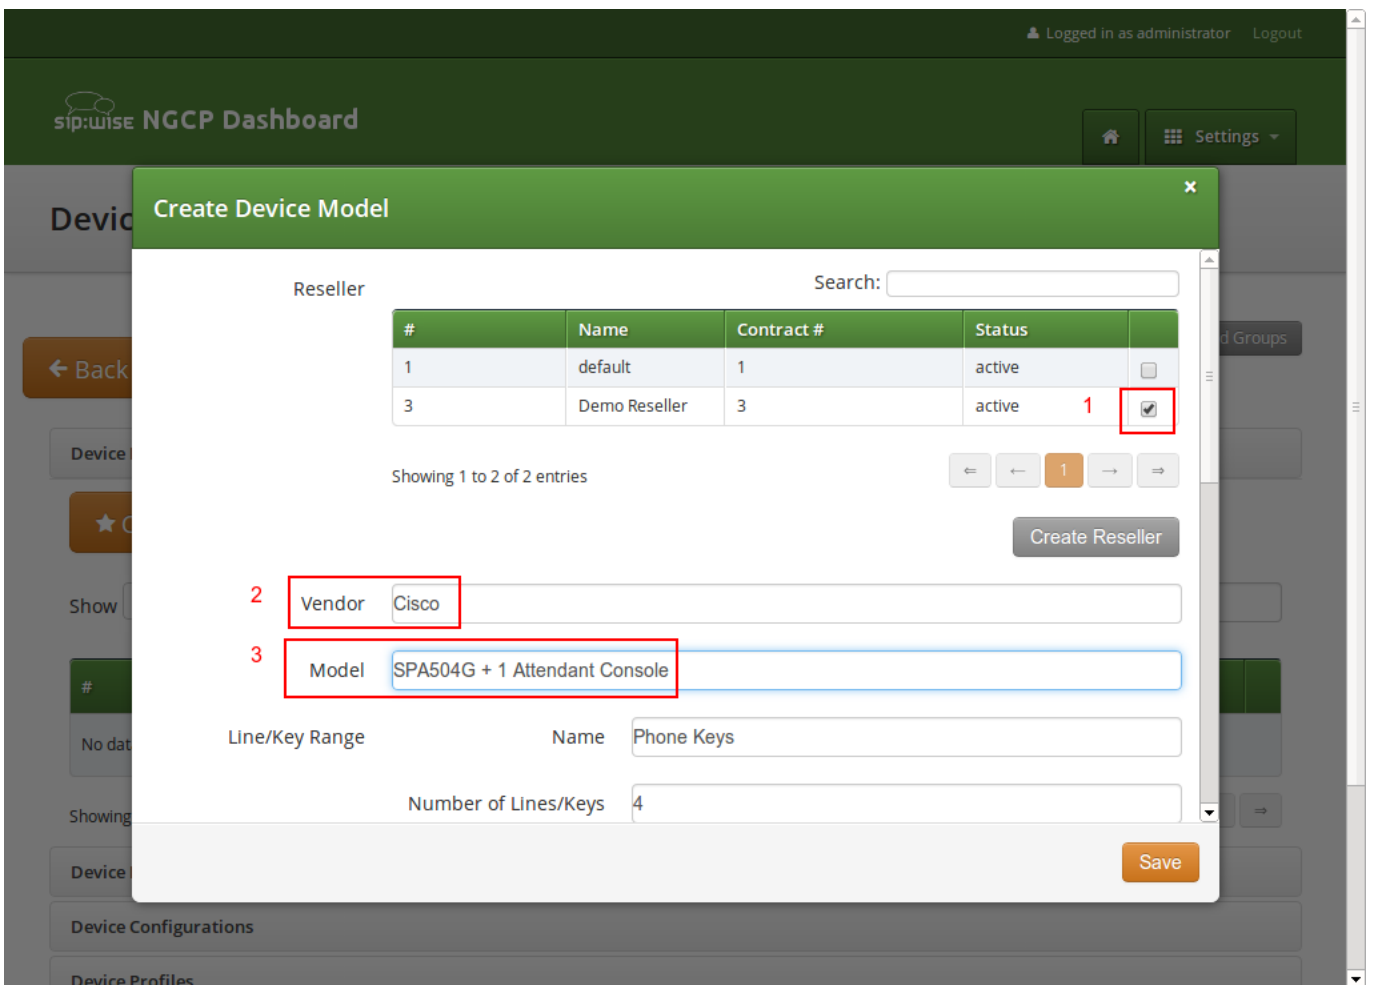 Logged in as administrator Logout
sip:wise NGCP Dashboard
Settings
Devic
Create Device Model
×
Reseller
Search:
# Name Contract # Status
1 default 1 active
3 Demo Reseller 3 active 1
Showing 1 to 2 of 2 entries
⇐ ← 1 → ⇒
Create Reseller
d Groups
Back
Device
Show
#
No dat
Showing
2 Vendor Cisco
3 Model SPA504G + 1 Attendant Console
Line/Key Range Name Phone Keys
Number of Lines/Keys 4
⇒
Save
Device
Device Configurations
Device Profiles